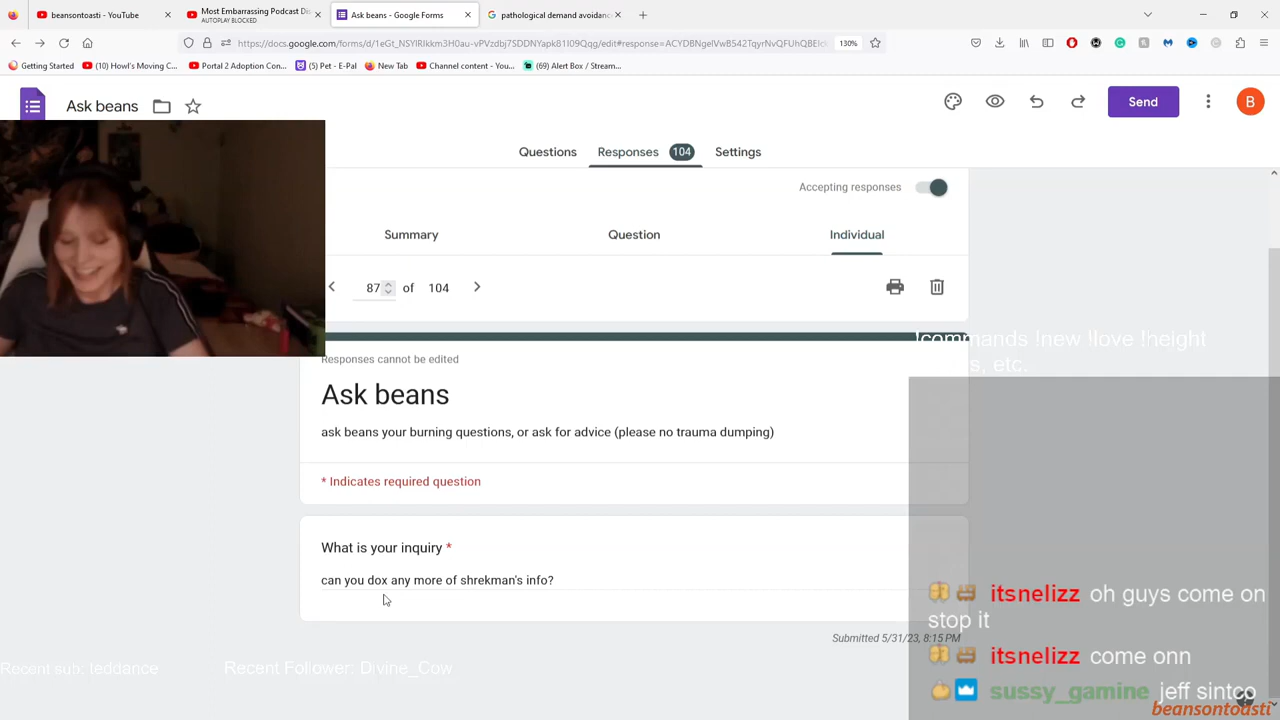 beansontoasti - YouTube
Most Embarrassing Podcast Di
AUTOPLAY BLOCKED
Ask beans - Google Forms
pathological demand avoidanc
130%
Getting Started
(10) Howl's Moving C...
Portal 2 Adoption Con...
(5) Pet - E-Pal
New Tab
Channel content - You...
(69) Alert Box / Stream...
Ask beans
Send
B
Questions
Responses 104
Settings
Accepting responses
Summary
Question
Individual
87 of 104
!commands !new !love !height
s, etc.
Responses cannot be edited
Ask beans
ask beans your burning questions, or ask for advice (please no trauma dumping)
* Indicates required question
What is your inquiry *
can you dox any more of shrekman's info?
Submitted 5/31/23, 8:15 PM
itsnelizz oh guys come on
stop it
itsnelizz come onn
sussy_gamine jeff sintco
Recent sub: teddance
Recent Follower: Divine_Cow
beansontoasti